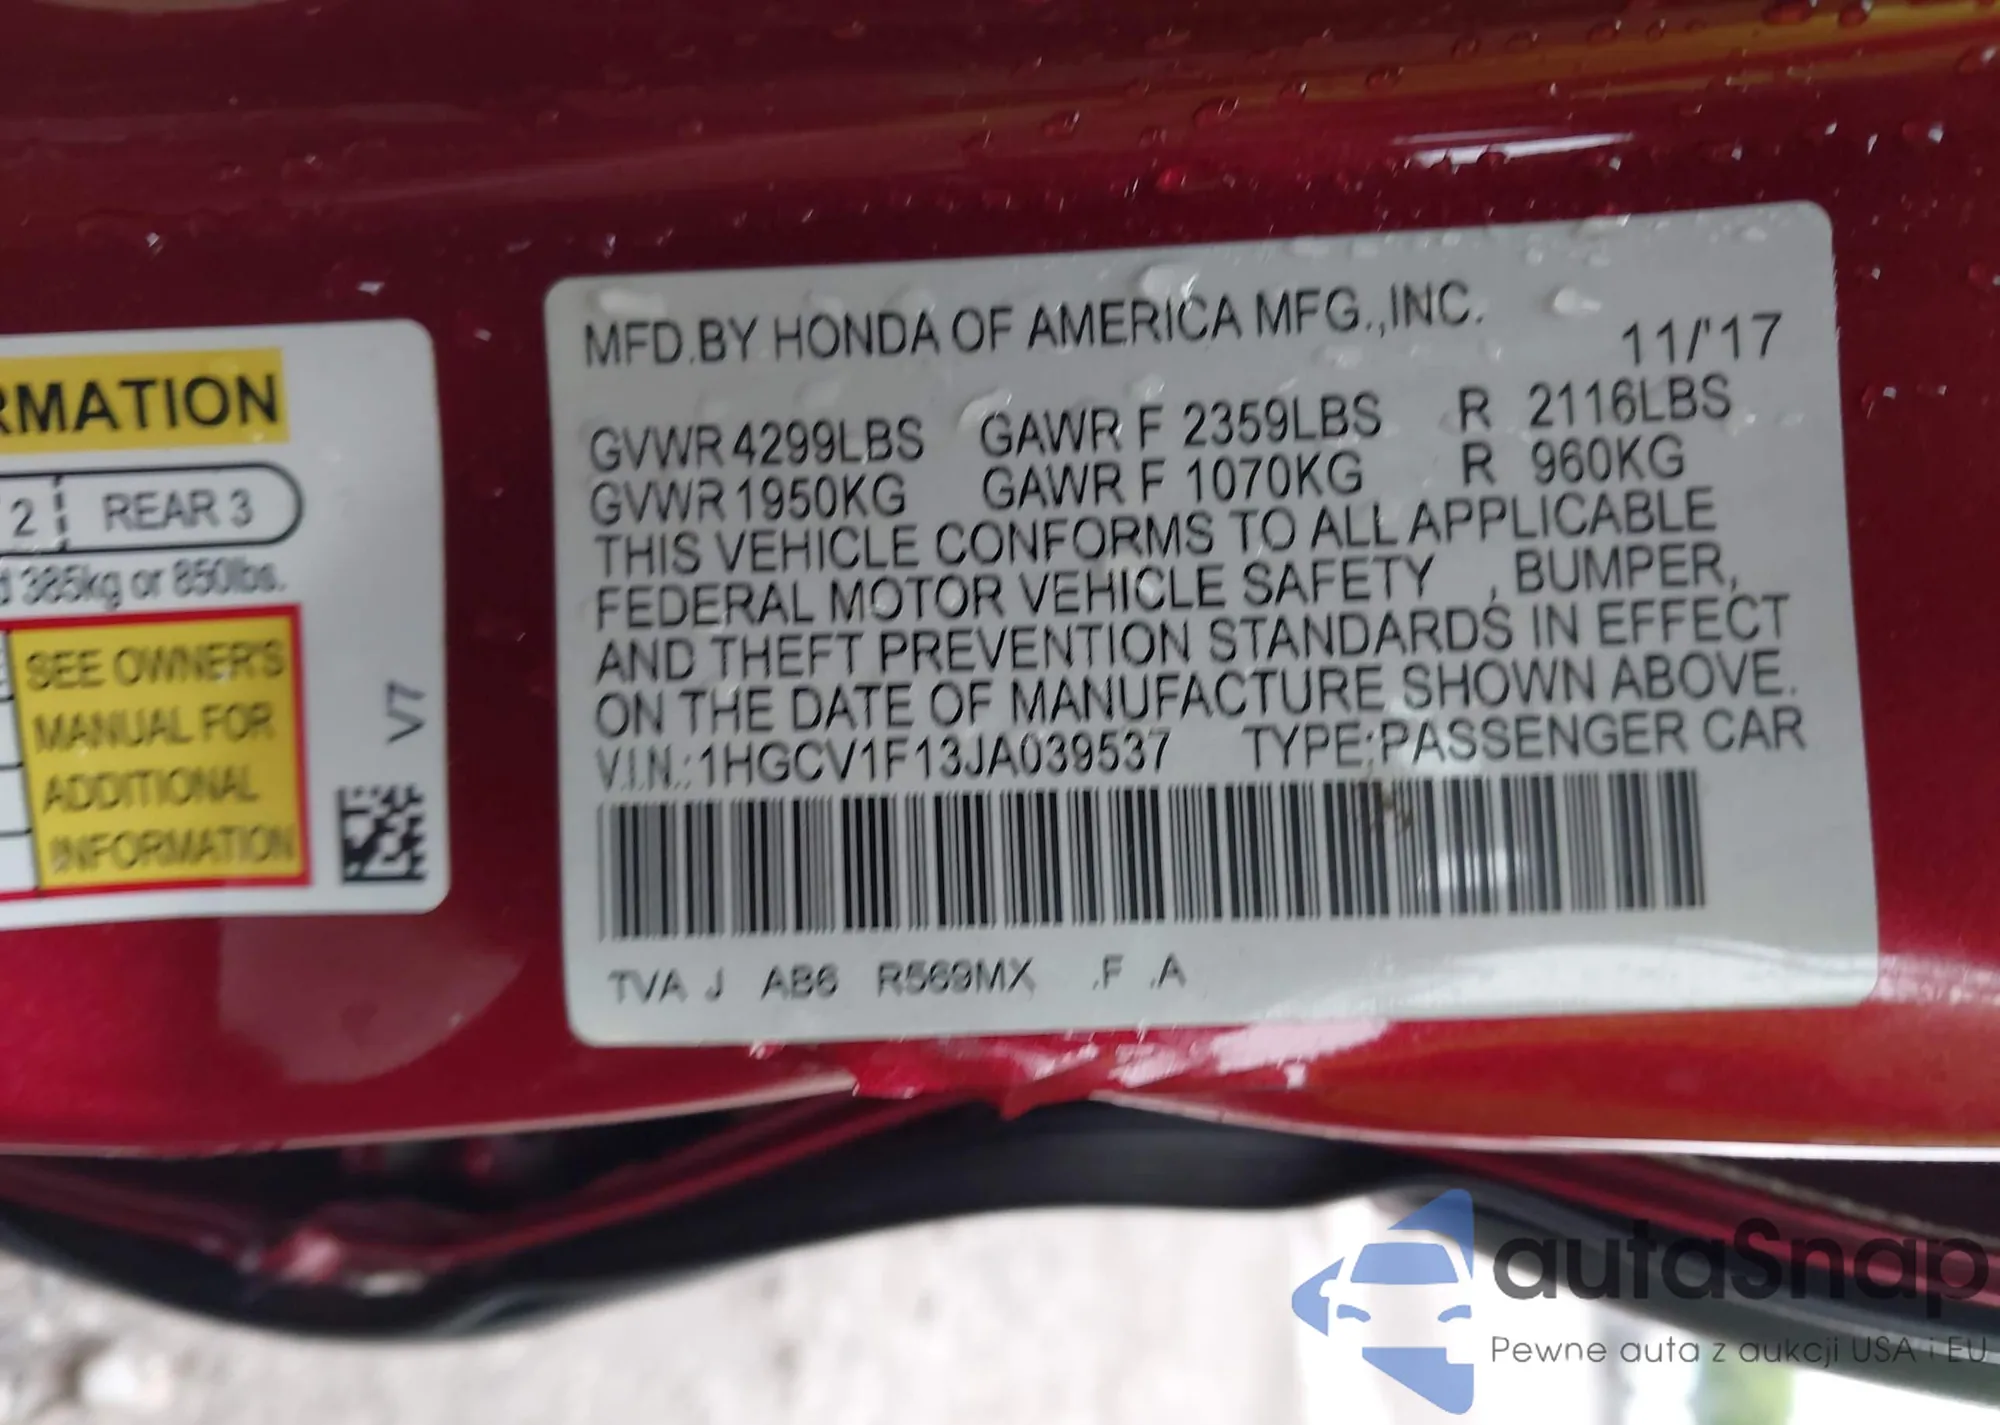 RMATION
2 REAR 3
d 385kg or 850lbs.
SEE OWNER'S
MANUAL FOR
ADDITIONAL
INFORMATION
V7
MFD.BY HONDA OF AMERICA MFG.,INC.
11/'17
GVWR 4299LBS GAWR F 2359LBS R 2116LBS
GVWR 1950KG GAWR F 1070KG R 960KG
THIS VEHICLE CONFORMS TO ALL APPLICABLE
FEDERAL MOTOR VEHICLE SAFETY , BUMPER,
AND THEFT PREVENTION STANDARDS IN EFFECT
ON THE DATE OF MANUFACTURE SHOWN ABOVE.
V.I.N.:1HGCV1F13JA039537 TYPE:PASSENGER CAR
TVA J AB6 R569MX .F .A
autaSnap
Pewne auta z aukcji USA i EU